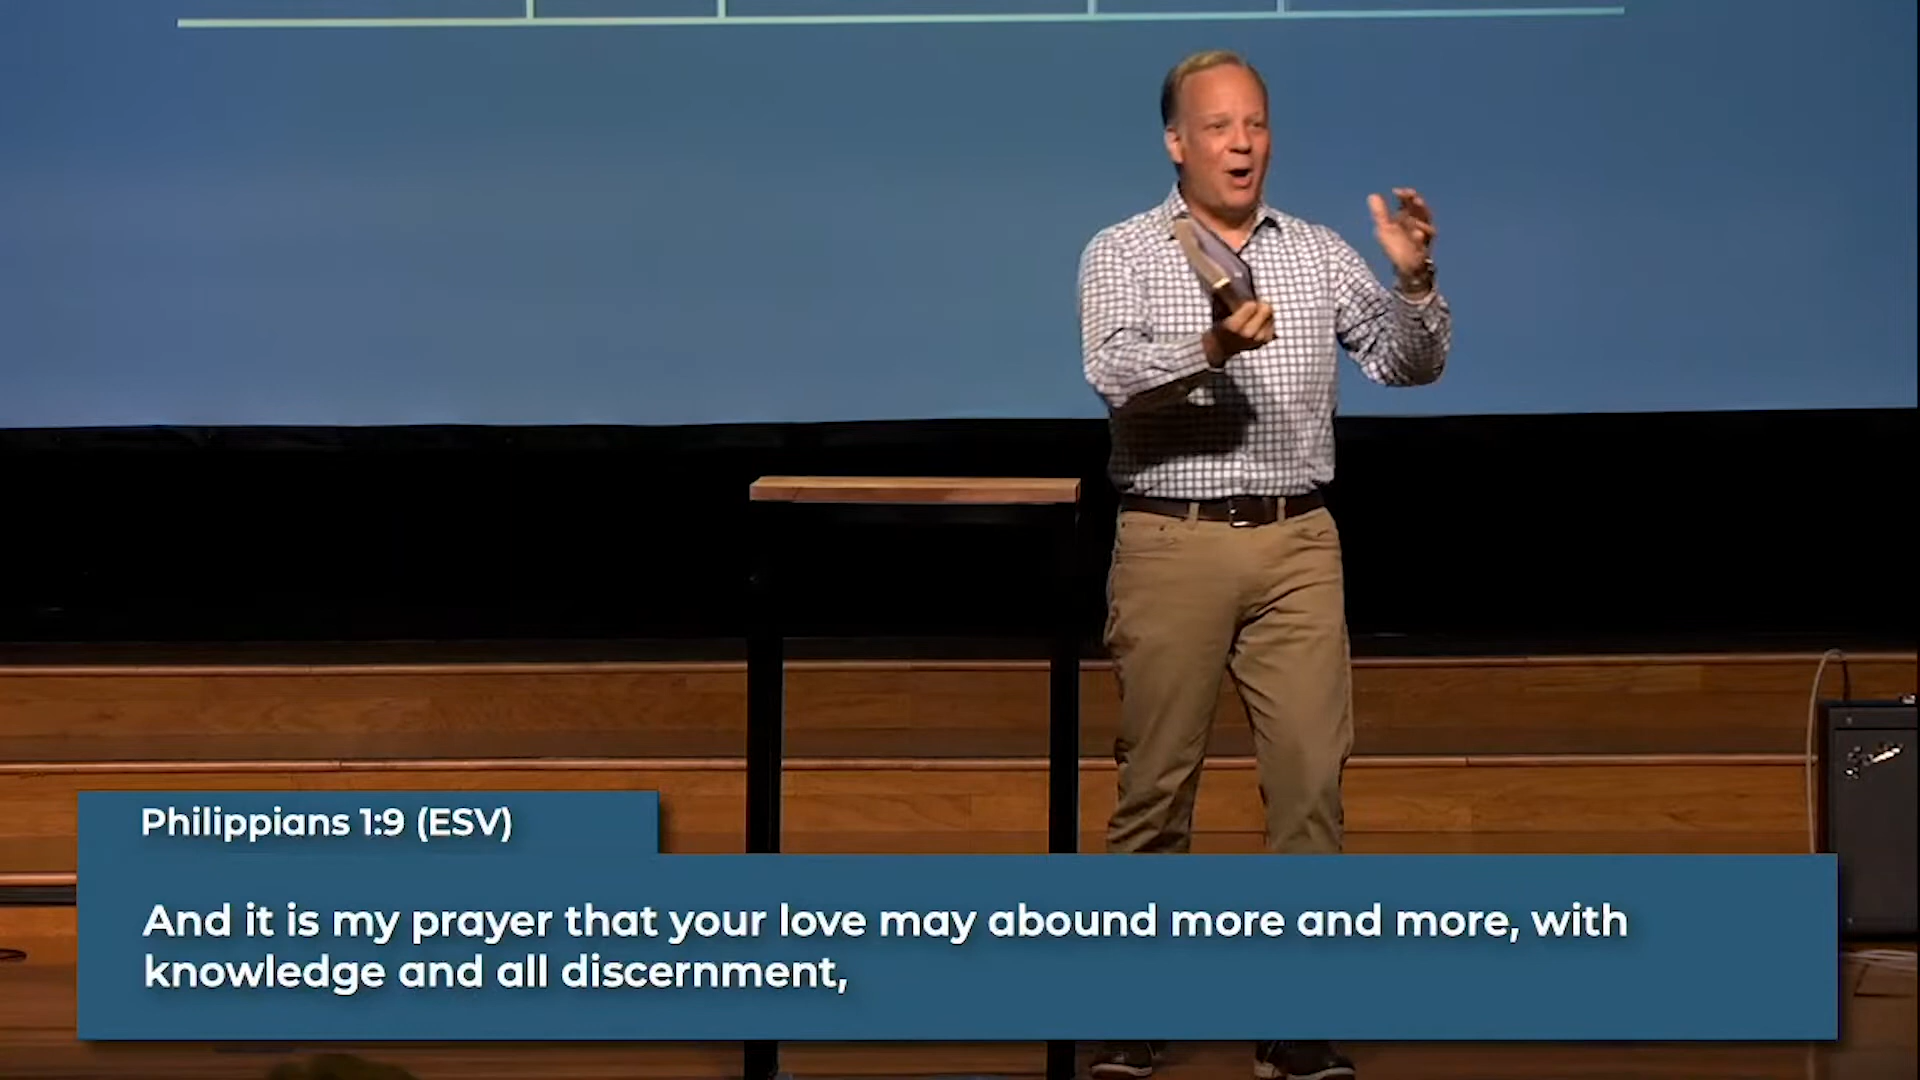 Philippians 1:9 (ESV)
And it is my prayer that your love may abound more and more, with
knowledge and all discernment,